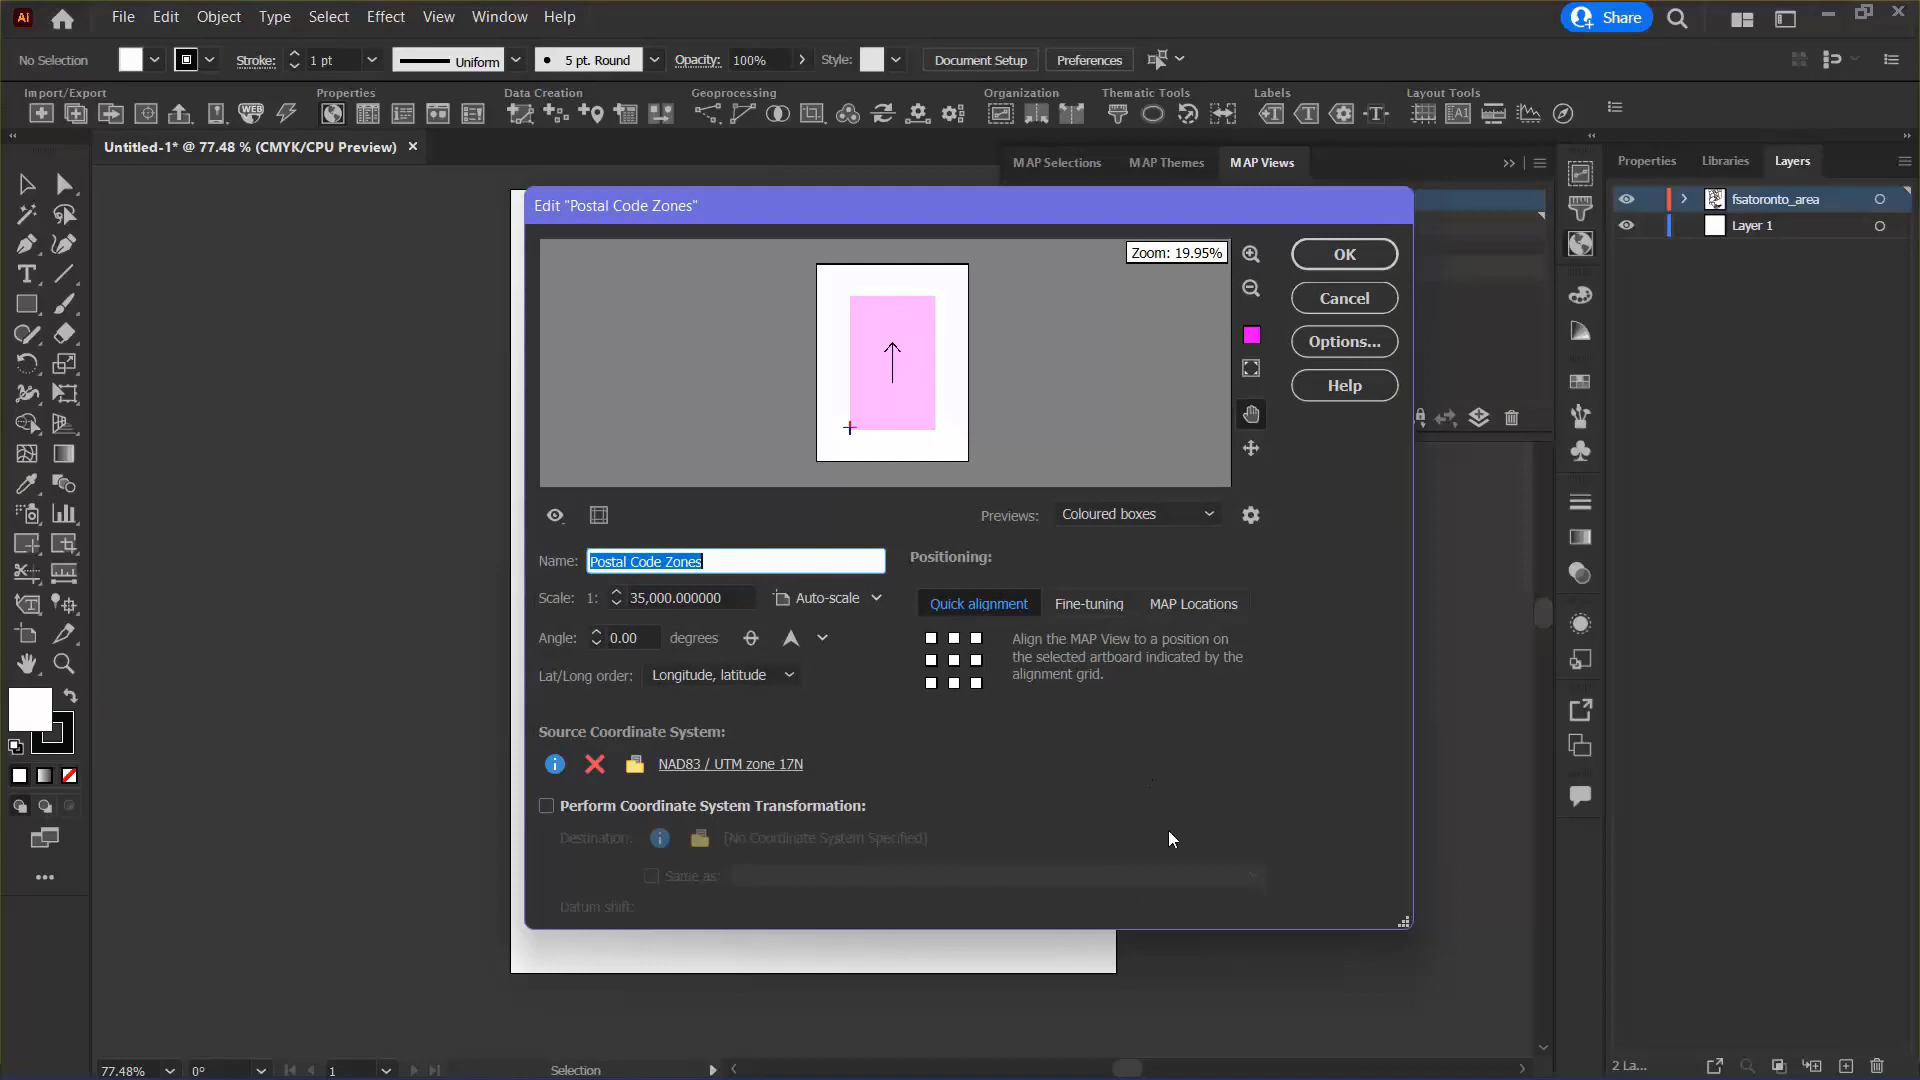 Ai File Edit Object Type Select Effect View Window Help Share
No Selection Stroke: 1 pt Uniform 5 pt. Round Opacity: 100% Style: Document Setup Preferences
Import/Export Properties Data Creation Geoprocessing Organization Thematic Tools Labels Layout Tools
WEB
Untitled-1* @ 77.48 % (CMYK/CPU Preview)
MAP Selections MAP Themes MAP Views
Properties Libraries Layers
fsatoronto_area
Layer 1
Edit "Postal Code Zones"
Zoom: 19.95%
OK
Cancel
Options...
Help
Previews: Coloured boxes
Name: Postal Code Zones
Positioning:
Scale: 1: 35,000.000000 Auto-scale
Quick alignment Fine-tuning MAP Locations
Angle: 0.00 degrees
Align the MAP View to a position on
the selected artboard indicated by the
alignment grid.
Lat/Long order: Longitude, latitude
Source Coordinate System:
NAD83 / UTM zone 17N
Perform Coordinate System Transformation:
Destination: [No Coordinate System Specified]
Same as:
Datum shift:
77.48% 0° 1 Selection
2 La...